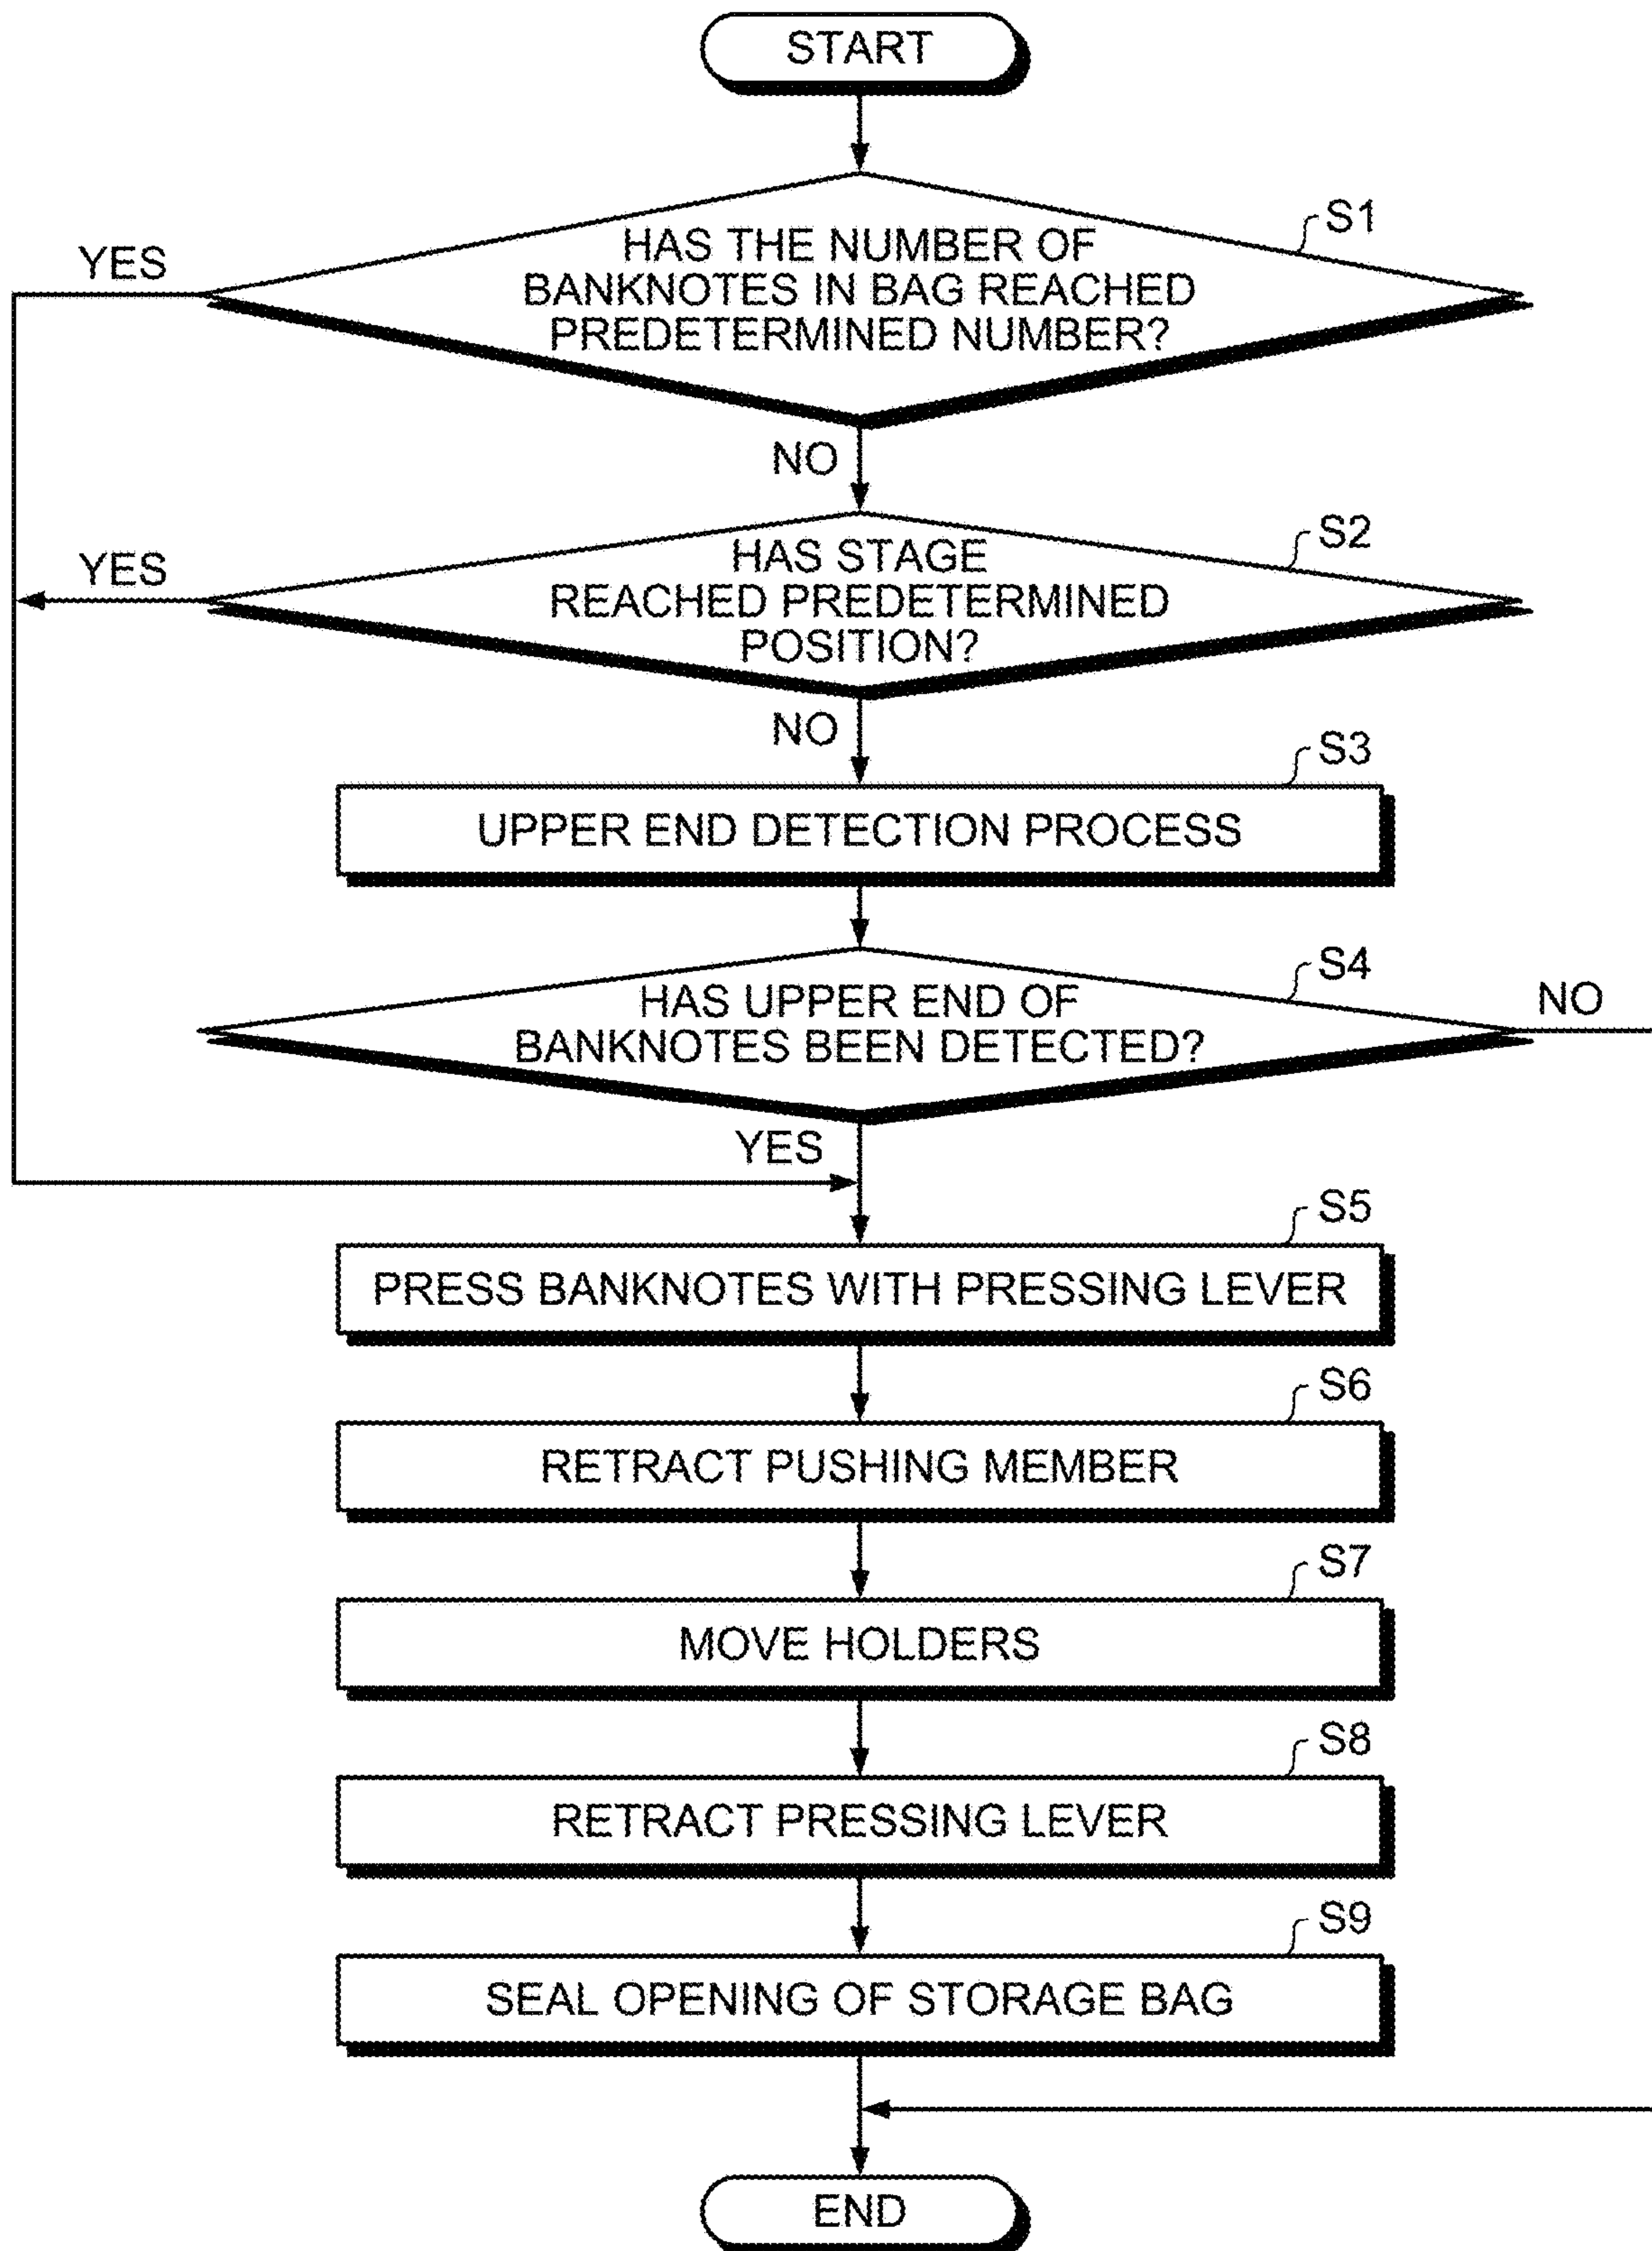 START
S1
HAS THE NUMBER OF
BANKNOTES IN BAG REACHED
PREDETERMINED NUMBER?
YES
NO
S2
HAS STAGE
REACHED PREDETERMINED
POSITION?
YES
NO
S3
UPPER END DETECTION PROCESS
S4
HAS UPPER END OF
BANKNOTES BEEN DETECTED?
NO
YES
S5
PRESS BANKNOTES WITH PRESSING LEVER
S6
RETRACT PUSHING MEMBER
S7
MOVE HOLDERS
S8
RETRACT PRESSING LEVER
S9
SEAL OPENING OF STORAGE BAG
END